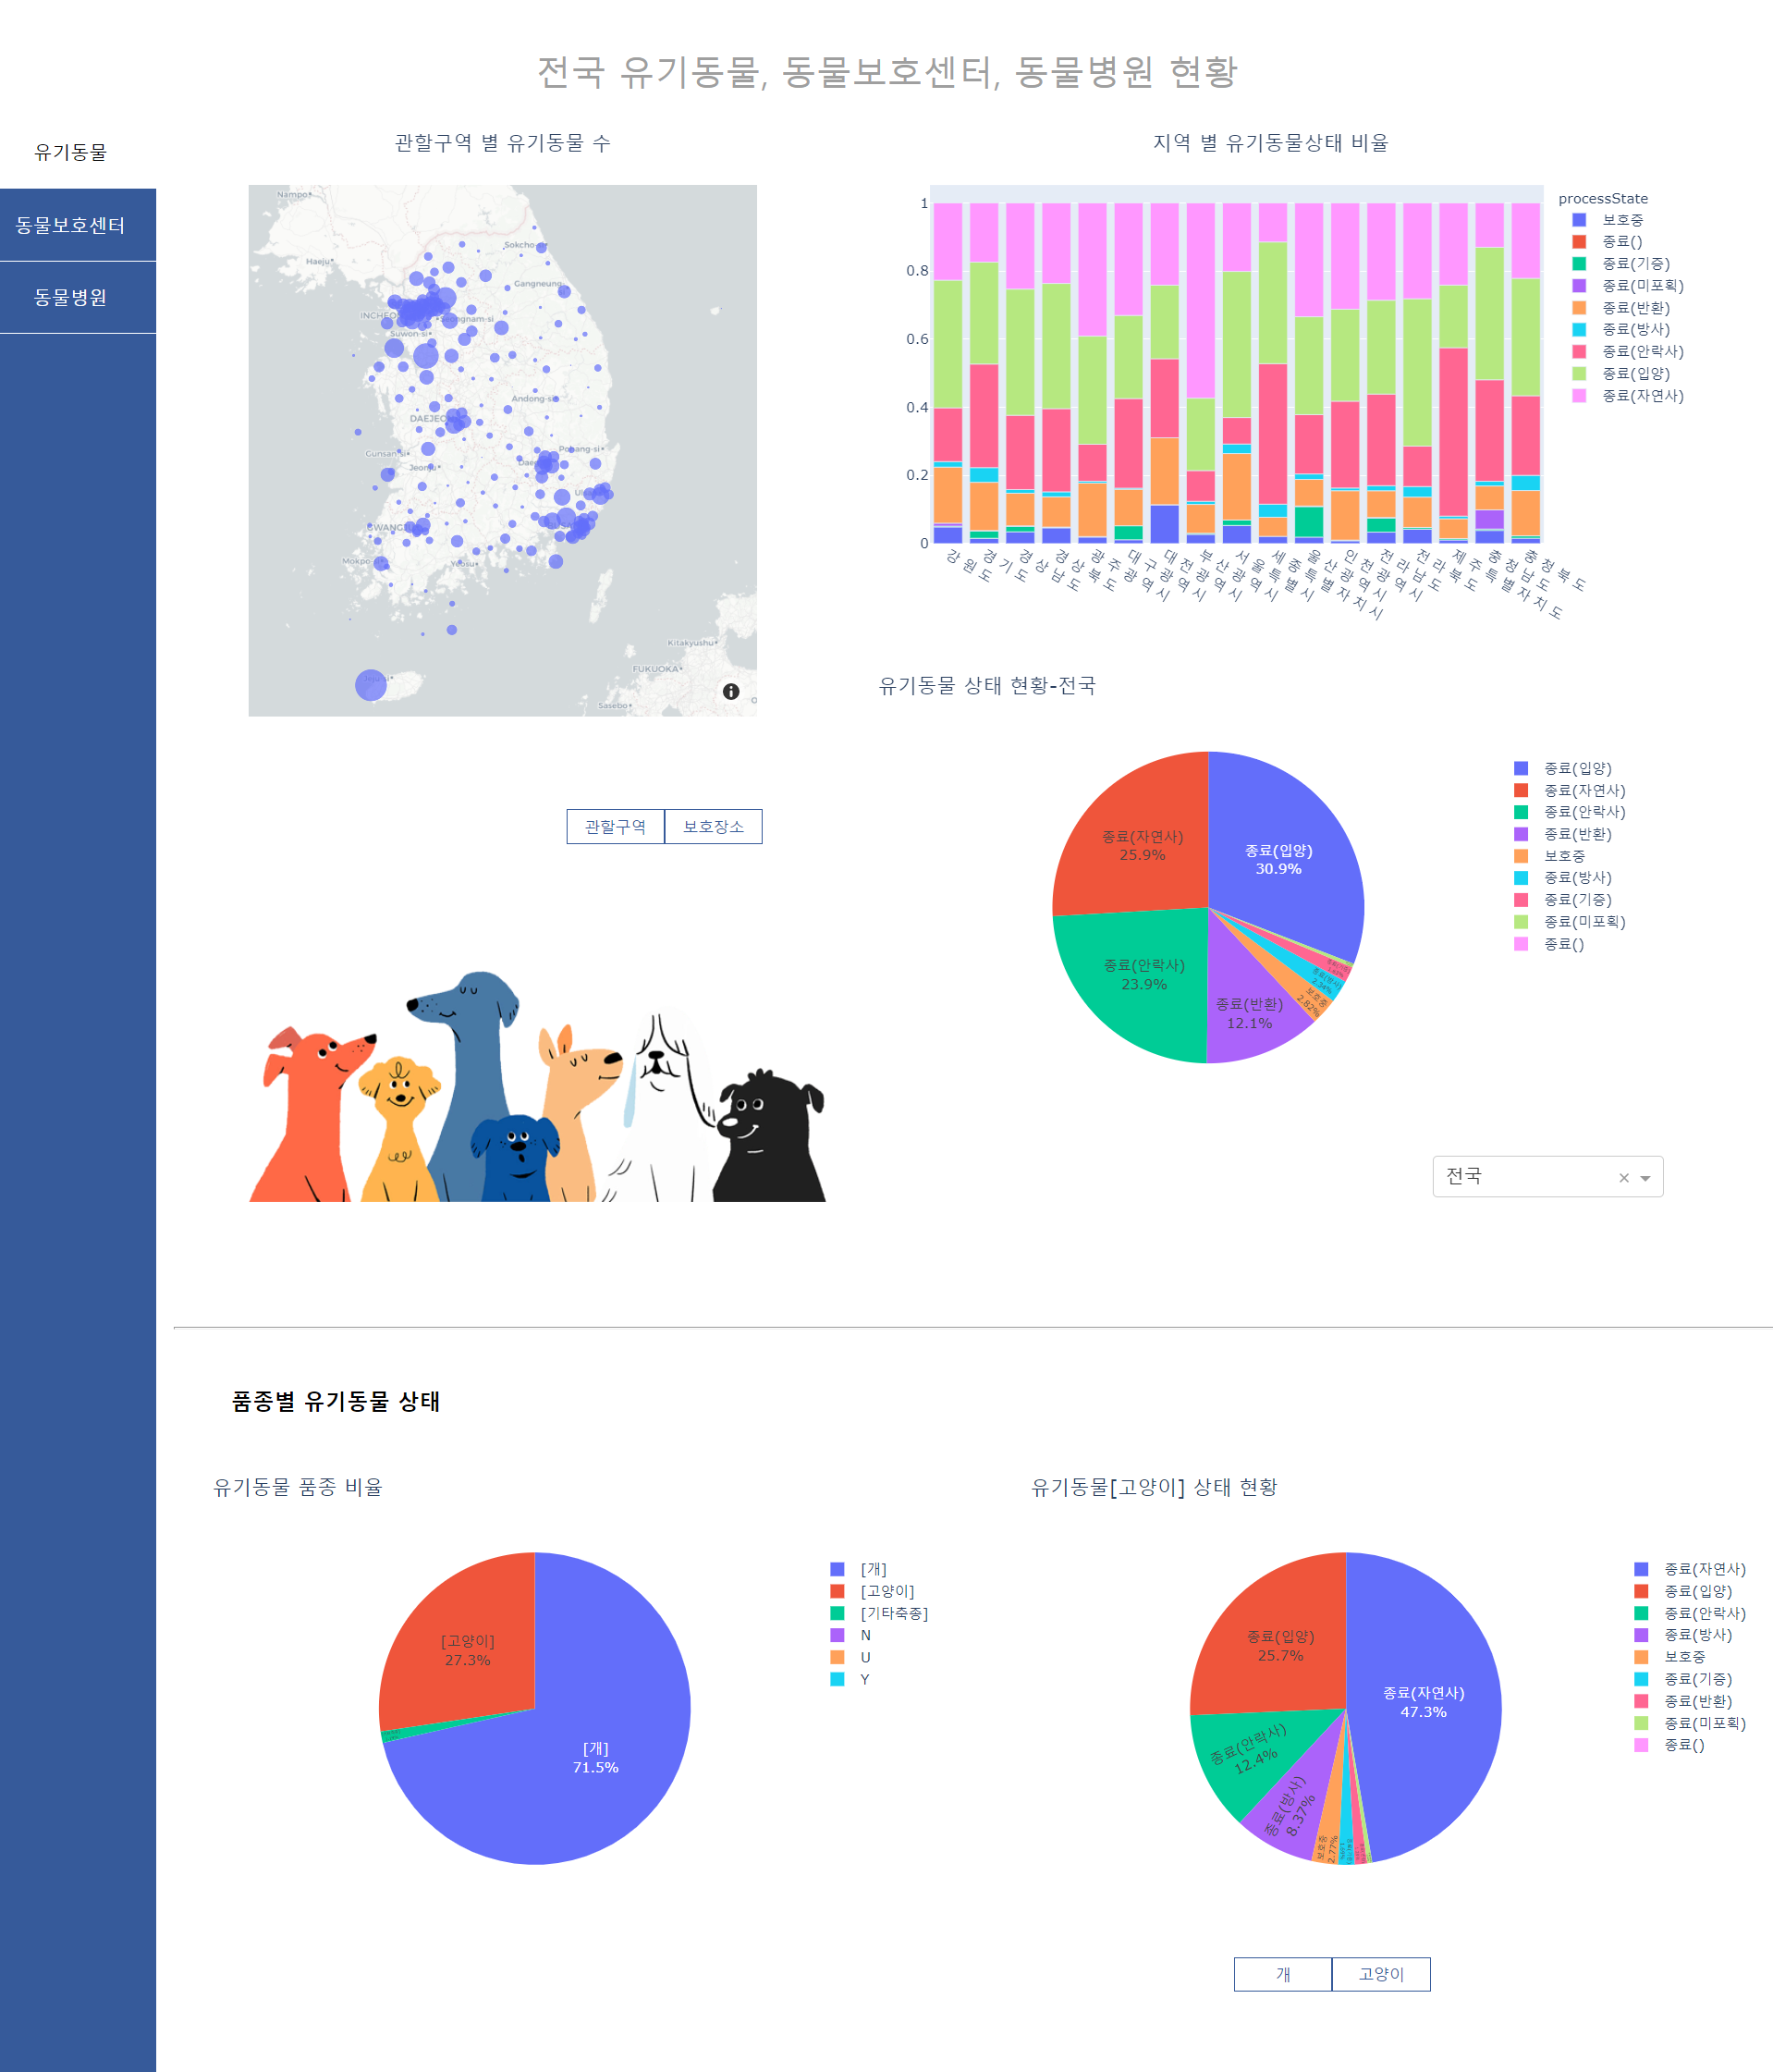 전국 유기동물, 동물보호센터, 동물병원 현황
유기동물
동물보호센터
동물병원
관할구역 별 유기동물 수
Nampo
Haeju
Sokcho-si
Gangneung
INCHEON
Seongnam-si
Suwon-si
Andong-si
DAEJEON
Gunsan-si
Jeonju
Pohang-si
GWANGJU
Mokpo-si
Yeosu
Jeju-si
Kitakyushu
FUKUOKA
Sasebo
관할구역
보호장소
지역 별 유기동물상태 비율
1
0.8
0.6
0.4
0.2
0
강원도
경기도
경상남도
경상북도
광주광역시
대구광역시
대전광역시
부산광역시
서울특별시
세종특별자치시
울산광역시
인천광역시
전라남도
전라북도
제주특별자치도
충청남도
충청북도
processState
보호중
종료()
종료(기증)
종료(미포획)
종료(반환)
종료(방사)
종료(안락사)
종료(입양)
종료(자연사)
유기동물 상태 현황-전국
종료(자연사)
25.9%
종료(입양)
30.9%
종료(안락사)
23.9%
종료(반환)
12.1%
보호중
2.82%
종료(방사)
2.34%
종료(입양)
종료(자연사)
종료(안락사)
종료(반환)
보호중
종료(방사)
종료(기증)
종료(미포획)
종료()
전국
품종별 유기동물 상태
유기동물 품종 비율
[고양이]
27.3%
[개]
71.5%
[개]
[고양이]
[기타축종]
N
U
Y
유기동물[고양이] 상태 현황
종료(입양)
25.7%
종료(자연사)
47.3%
종료(안락사)
12.4%
종료(방사)
8.37%
보호중
2.77%
종료(자연사)
종료(입양)
종료(안락사)
종료(방사)
보호중
종료(기증)
종료(반환)
종료(미포획)
종료()
개
고양이